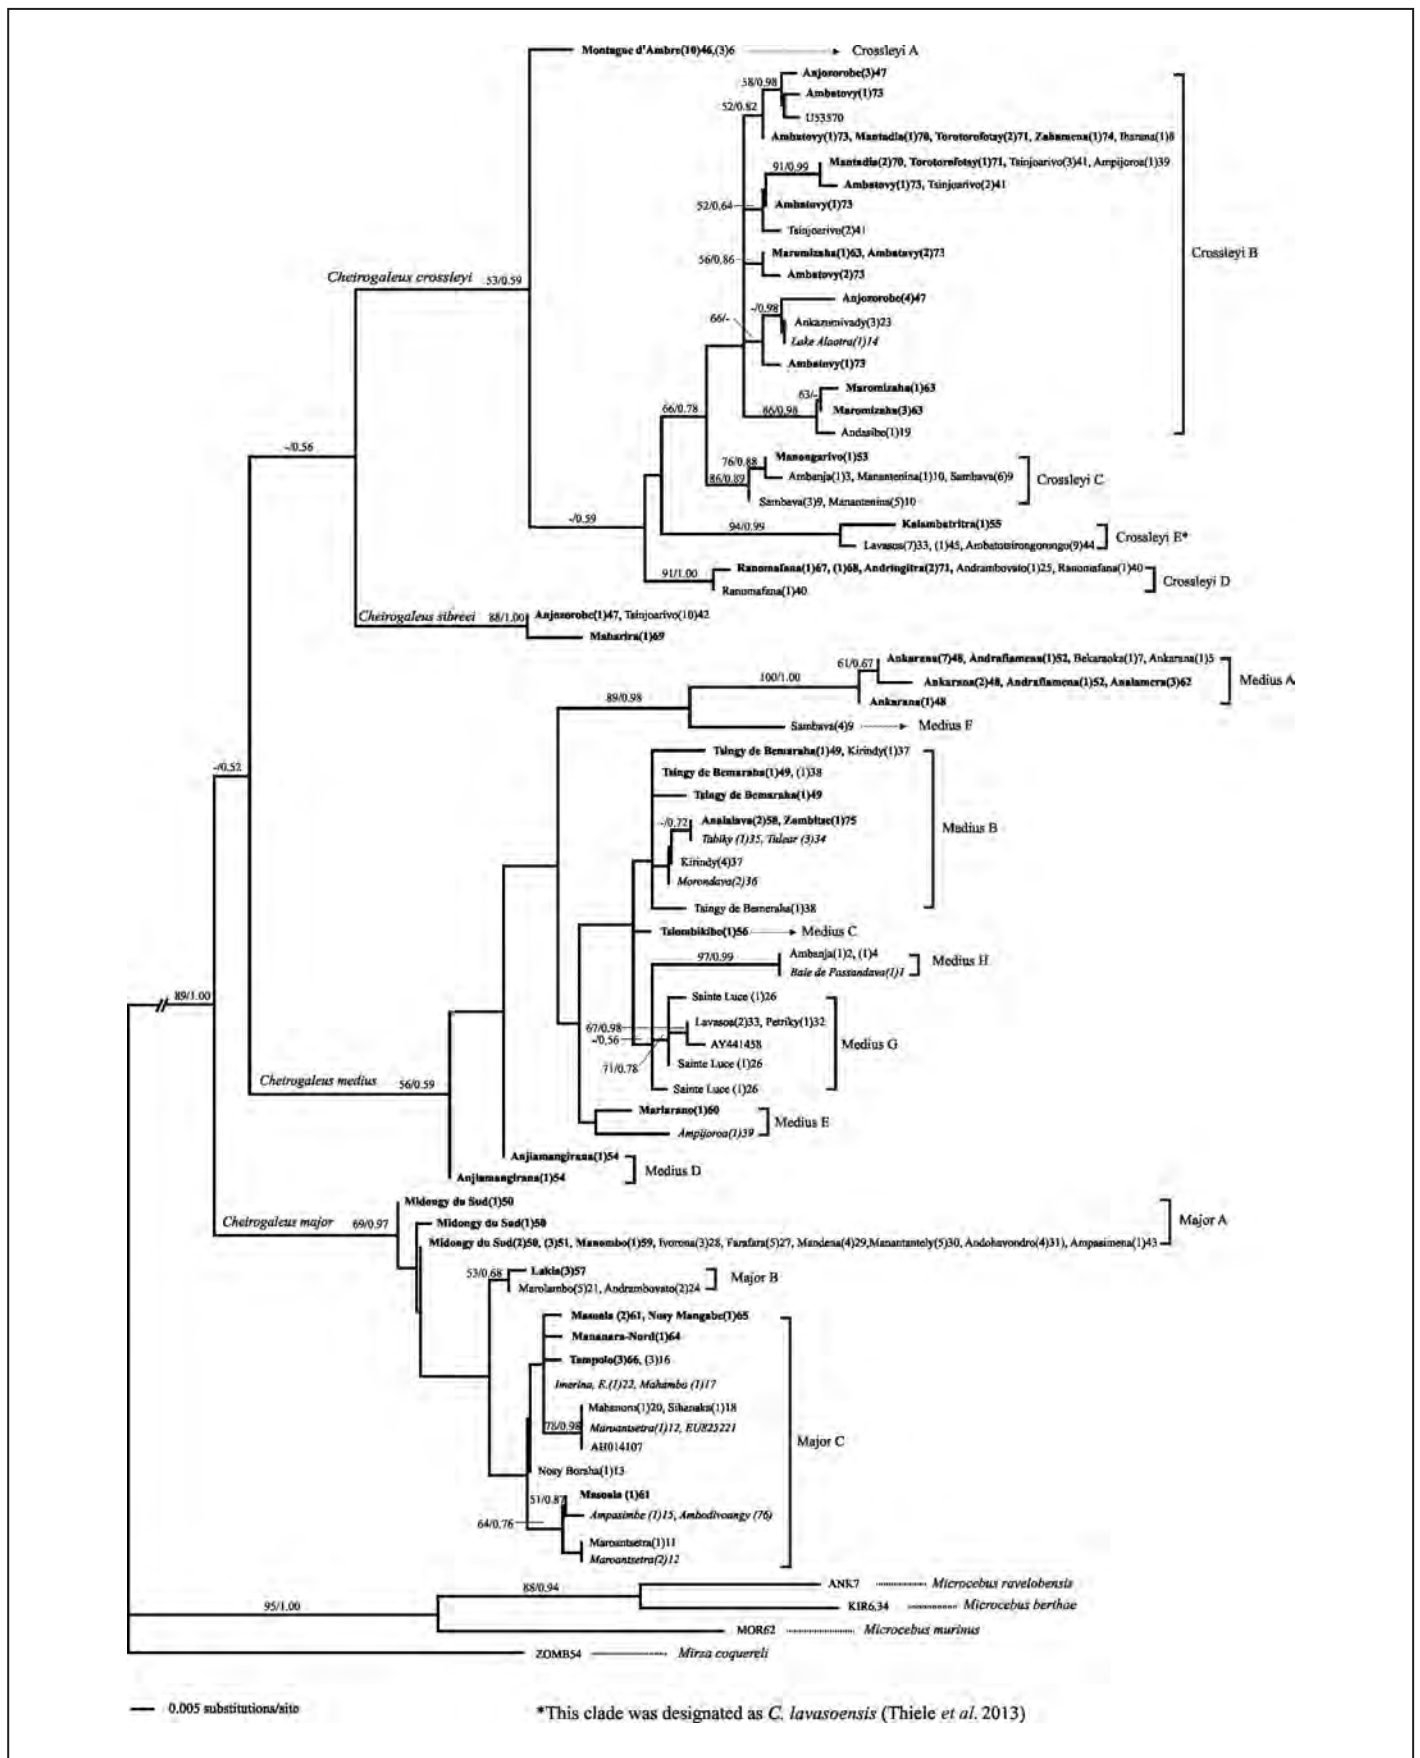 Montagne d'Ambre(10)46,(3)6 Crossleyi A
58/0.98 Anjozorobe(3)47
Ambatovy(1)73
52/0.82 U53570
Ambatovy(1)73, Mantadia(1)70, Torotorofotsy(2)71, Zahamena(1)74, Iharana(1)8
Mantadia(2)70, Torotorofotsy(1)71, Tsinjoarivo(3)41, Ampijoroa(1)39
91/0.99
Ambatovy(1)73, Tsinjoarivo(2)41
52/0.64 Ambatovy(1)73
Tsinjoarivo(2)41
Crossleyi B
56/0.86 Maromizaha(1)63, Ambatovy(2)73
Ambatovy(2)73
Cheirogaleus crossleyi 53/0.59
-/0.98 Anjozorobe(4)47
66/- Ankazomivady(3)23
Lake Alaotra(1)14
Ambatovy(1)73
63/- Maromizaha(1)63
66/0.78 86/0.98 Maromizaha(3)63
Andasibe(1)19
-/0.56
76/0.88 Manongarivo(1)53
86/0.89 Ambanja(1)3, Manantenina(1)10, Sambava(6)9 Crossleyi C
Sambava(3)9, Manantenina(5)10
-/0.59
94/0.99 Kalambatritra(1)55
Lavasoa(7)33, (1)45, Ambatotsirongorongo(9)44 Crossleyi E*
91/1.00 Ranomafana(1)67, (1)68, Andringitra(2)71, Andrambovato(1)25, Ranomafana(1)40 Crossleyi D
Ranomafana(1)40
Cheirogaleus sibreei 88/1.00 Anjozorobe(1)47, Tsinjoarivo(10)42
Maharira(1)69
61/0.67 Ankarana(7)48, Andrafiamena(1)52, Bekaraoka(1)7, Ankarana(1)5
100/1.00 Ankarana(2)48, Andrafiamena(1)52, Analamera(3)62 Medius A
89/0.98 Ankarana(1)48
Sambava(4)9 Medius F
Tsingy de Bemaraha(1)49, Kirindy(1)37
-/0.52 Tsingy de Bemaraha(1)49, (1)38
Tsingy de Bemaraha(1)49
-/0.72 Analalava(2)58, Zombitse(1)75 Medius B
Tabiky (1)35, Tulear (3)34
Kirindy(4)37
Morondava(2)36
Tsingy de Bemaraha(1)38
Tsiombikibo(1)56 Medius C
97/0.99 Ambanja(1)2, (1)4 Medius H
Baie de Passandava(1)1
89/1.00
Sainte Luce (1)26
67/0.98 Lavasoa(2)33, Petriky(1)32
-/0.56 AY441458 Medius G
71/0.78 Sainte Luce (1)26
Cheirogaleus medius 56/0.59 Sainte Luce (1)26
Mariarano(1)60 Medius E
Ampijoroa(1)39
Anjiamangirana(1)54 Medius D
Anjiamangirana(1)54
Midongy du Sud(1)50
Cheirogaleus major 69/0.97 Midongy du Sud(1)50 Major A
Midongy du Sud(2)50, (3)51, Manombo(1)59, Ivorona(3)28, Farafara(5)27, Mandena(4)29,Manantantely(5)30, Andohavondro(4)31), Ampasimena(1)43
53/0.68 Lakia(3)57 Major B
Marolambo(5)21, Andrambovato(2)24
Masoala (2)61, Nosy Mangabe(1)65
Mananara-Nord(1)64
Tampolo(3)66, (3)16
Imerina, E.(1)22, Mahambo (1)17
Mahanoro(1)20, Sihanaka(1)18
78/0.98 Maroantsetra(1)12, EU825221
AH014107 Major C
Nosy Boraha(1)13
51/0.87 Masoala (1)61
64/0.76 Ampasimbe (1)15, Ambodivoangy (76)
Maroantsetra(1)11
Maroantsetra(2)12
88/0.94 ANK7 Microcebus ravelobensis
95/1.00 KIR6.34 Microcebus berthae
MOR62 Microcebus murinus
ZOMB54 Mirza coquereli
0.005 substitutions/site
*This clade was designated as C. lavasoensis (Thiele et al. 2013)